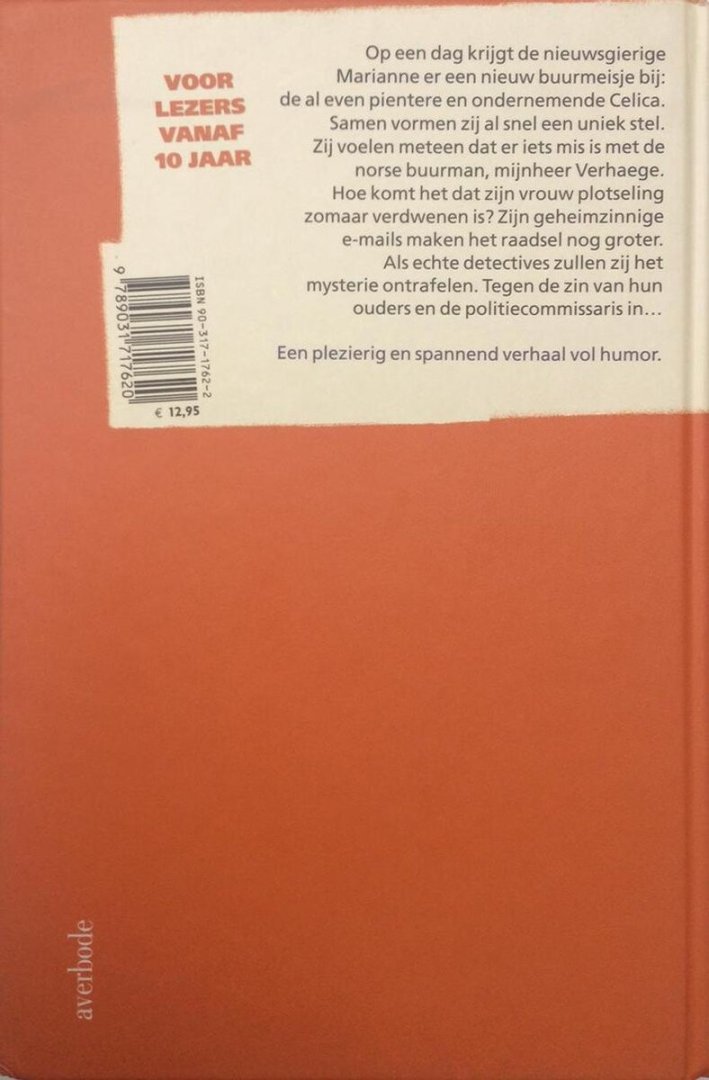 VOOR
LEZERS
VANAF
10 JAAR
Op een dag krijgt de nieuwsgierige
Marianne er een nieuw buurmeisje bij:
de al even pientere en ondernemende Celica.
Samen vormen zij al snel een uniek stel.
Zij voelen meteen dat er iets mis is met de
norse buurman, mijnheer Verhaege.
Hoe komt het dat zijn vrouw plotseling
zomaar verdwenen is? Zijn geheimzinnige
e-mails maken het raadsel nog groter.
Als echte detectives zullen zij het
mysterie ontrafelen. Tegen de zin van hun
ouders en de politiecommissaris in...
Een plezierig en spannend verhaal vol humor.
ISBN 90-317-1762-2
9 789031 717620
€ 12,95
averbode